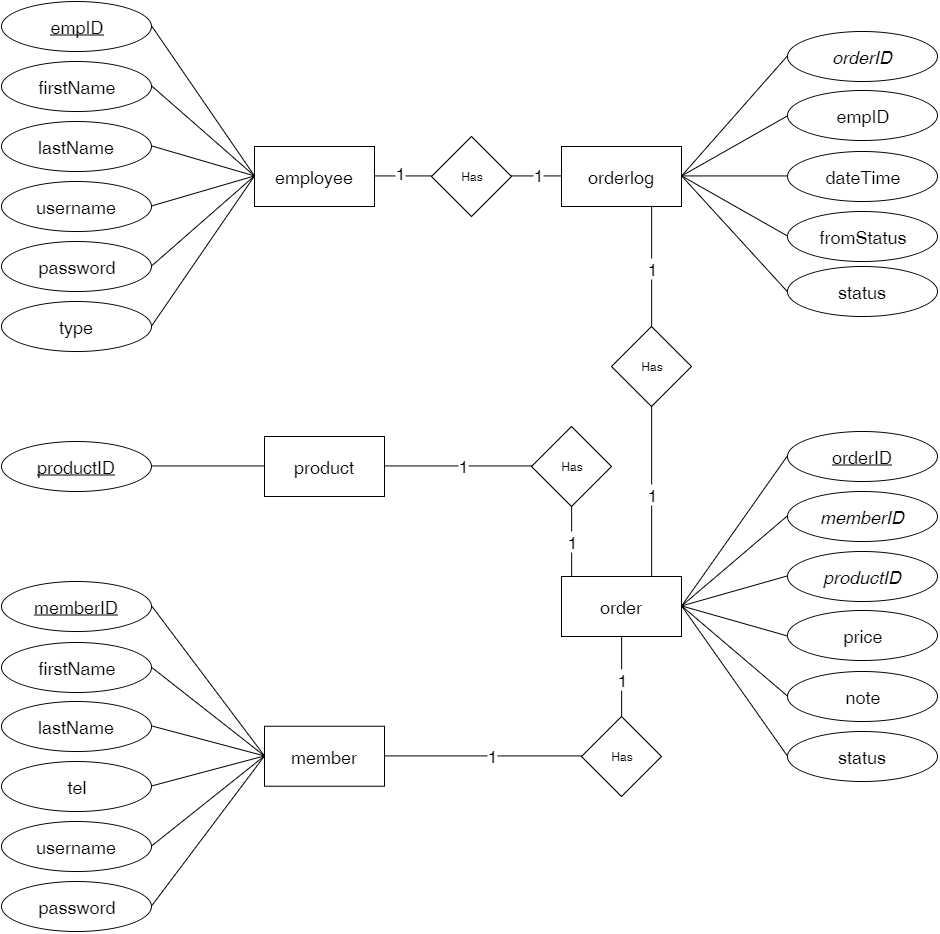 empID
firstName
lastName
username
password
type
employee
1
Has
1
orderlog
orderID
empID
dateTime
fromStatus
status
1
Has
1
productID
product
1
Has
1
order
orderID
memberID
productID
price
note
status
memberID
firstName
lastName
tel
username
password
member
1
Has
1